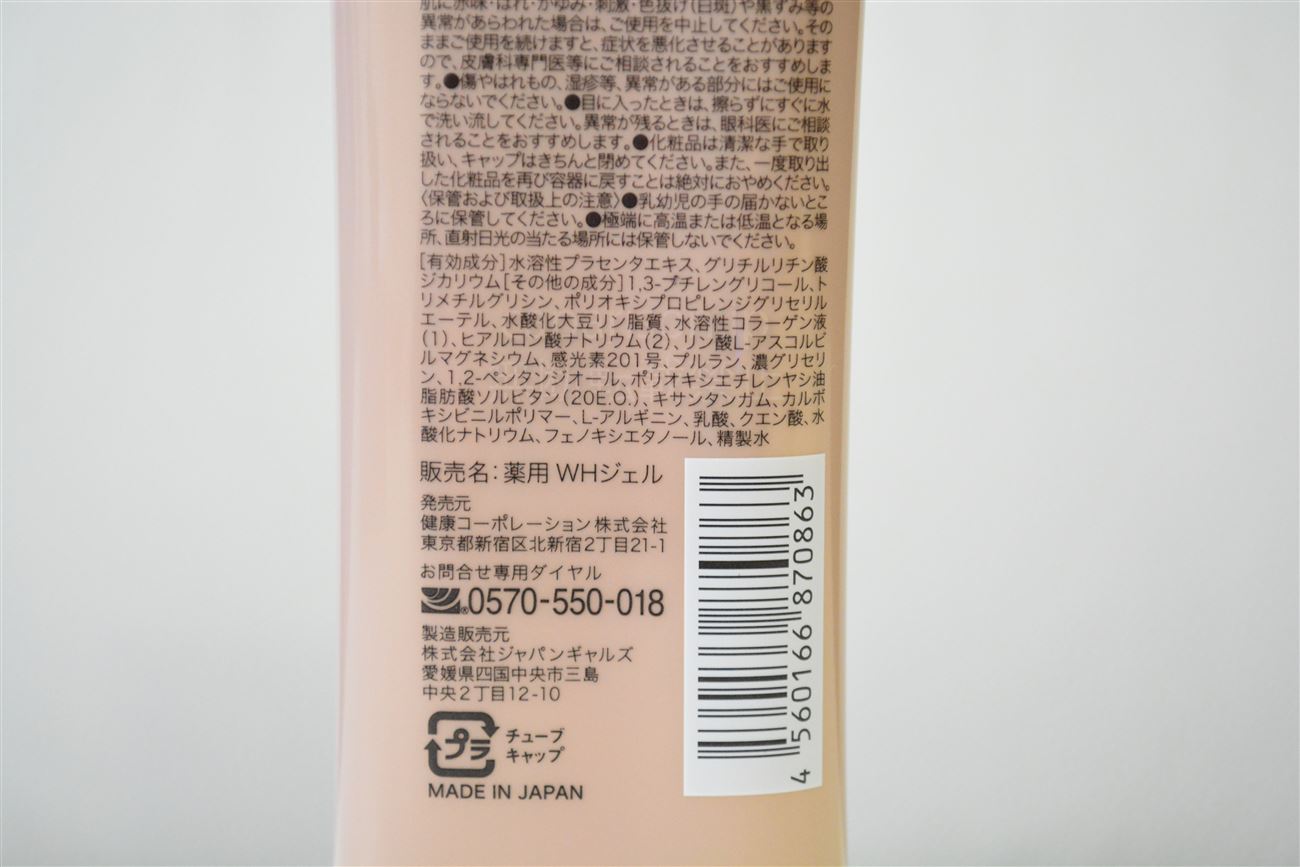 肌に赤味・はれ・かゆみ・刺激・色抜け(白斑)や黒ずみ等の
異常があらわれた場合は、ご使用を中止してください。その
ままご使用を続けますと、症状を悪化させることがあります
ので、皮膚科専門医等にご相談されることをおすすめしま
す。●傷やはれもの、湿疹等、異常がある部分にはご使用に
ならないでください。●目に入ったときは、擦らずにすぐに水
で洗い流してください。異常が残るときは、眼科医にご相談
されることをおすすめします。●化粧品は清潔な手で取り
扱い、キャップはきちんと閉めてください。また、一度取り出
した化粧品を再び容器に戻すことは絶対におやめください。
〈保管および取扱上の注意〉●乳幼児の手の届かないとこ
ろに保管してください。●極端に高温または低温となる場
所、直射日光の当たる場所には保管しないでください。
[有効成分]水溶性プラセンタエキス、グリチルリチン酸
ジカリウム[その他の成分]1,3-ブチレングリコール、ト
リメチルグリシン、ポリオキシプロピレンジグリセリル
エーテル、水酸化大豆リン脂質、水溶性コラーゲン液
(1)、ヒアルロン酸ナトリウム(2)、リン酸L-アスコルビ
ルマグネシウム、感光素201号、プルラン、濃グリセリ
ン、1,2-ペンタンジオール、ポリオキシエチレンヤシ油
脂肪酸ソルビタン(20E.O.)、キサンタンガム、カルボ
キシビニルポリマー、L-アルギニン、乳酸、クエン酸、水
酸化ナトリウム、フェノキシエタノール、精製水
販売名：薬用 WHジェル
発売元
健康コーポレーション株式会社
東京都新宿区北新宿2丁目21-1
お問合せ専用ダイヤル
0570-550-018
製造販売元
株式会社ジャパンギャルズ
愛媛県四国中央市三島
中央2丁目12-10
プラ チューブ
キャップ
MADE IN JAPAN
4 560166 870863